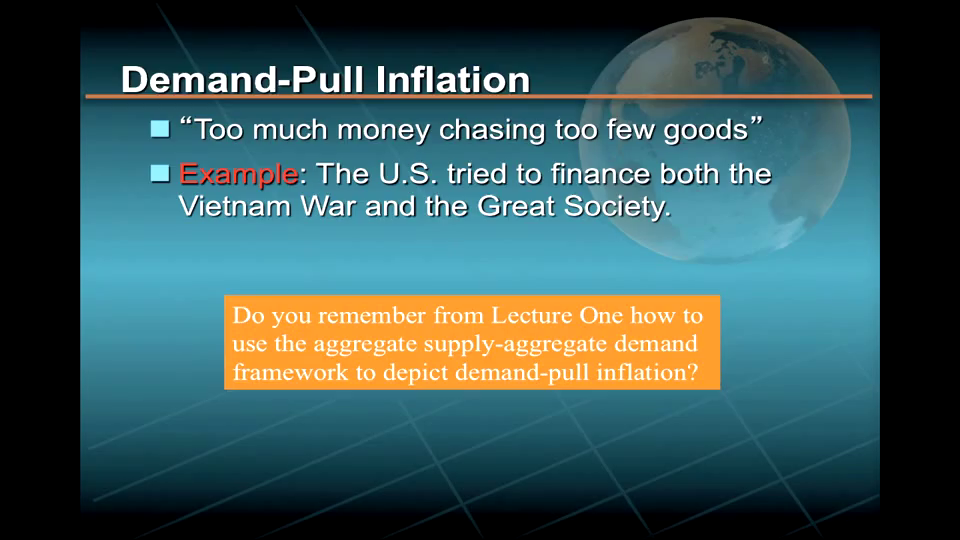 Demand-Pull Inflation
“Too much money chasing too few goods”
Example: The U.S. tried to finance both the
Vietnam War and the Great Society.
Do you remember from Lecture One how to
use the aggregate supply-aggregate demand
framework to depict demand-pull inflation?